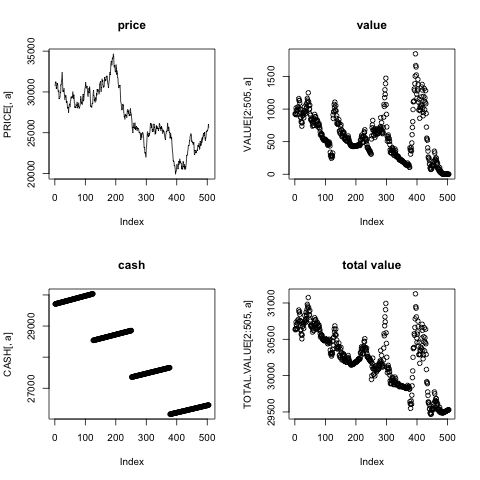 price
PRICE[, a]
20000 25000 30000 35000
0 100 200 300 400 500
Index
value
VALUE[2:505, a]
0 500 1000 1500
0 100 200 300 400 500
Index
cash
CASH[, a]
27000 29000
0 100 200 300 400 500
Index
total value
TOTAL.VALUE[2:505, a]
29500 30000 30500 31000
0 100 200 300 400 500
Index